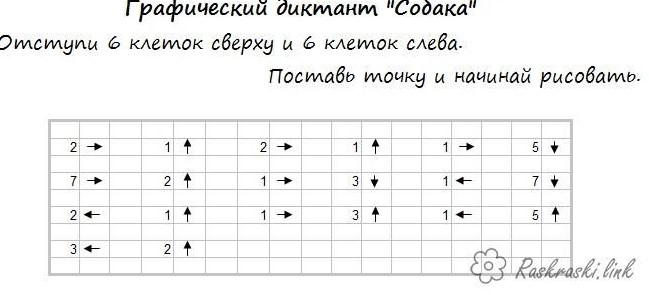 Графический диктант "Собака"
Отступи 6 клеток сверху и 6 клеток слева.
Поставь точку и начинай рисовать.
2 → 1 ↑ 2 → 1 ↑ 1 → 5 ↓
7 → 2 ↑ 1 → 3 ↓ 1 ← 7 ↓
2 ← 1 ↑ 1 → 3 ↑ 1 ← 5 ↑
3 ← 2 ↑
Raskraski.link